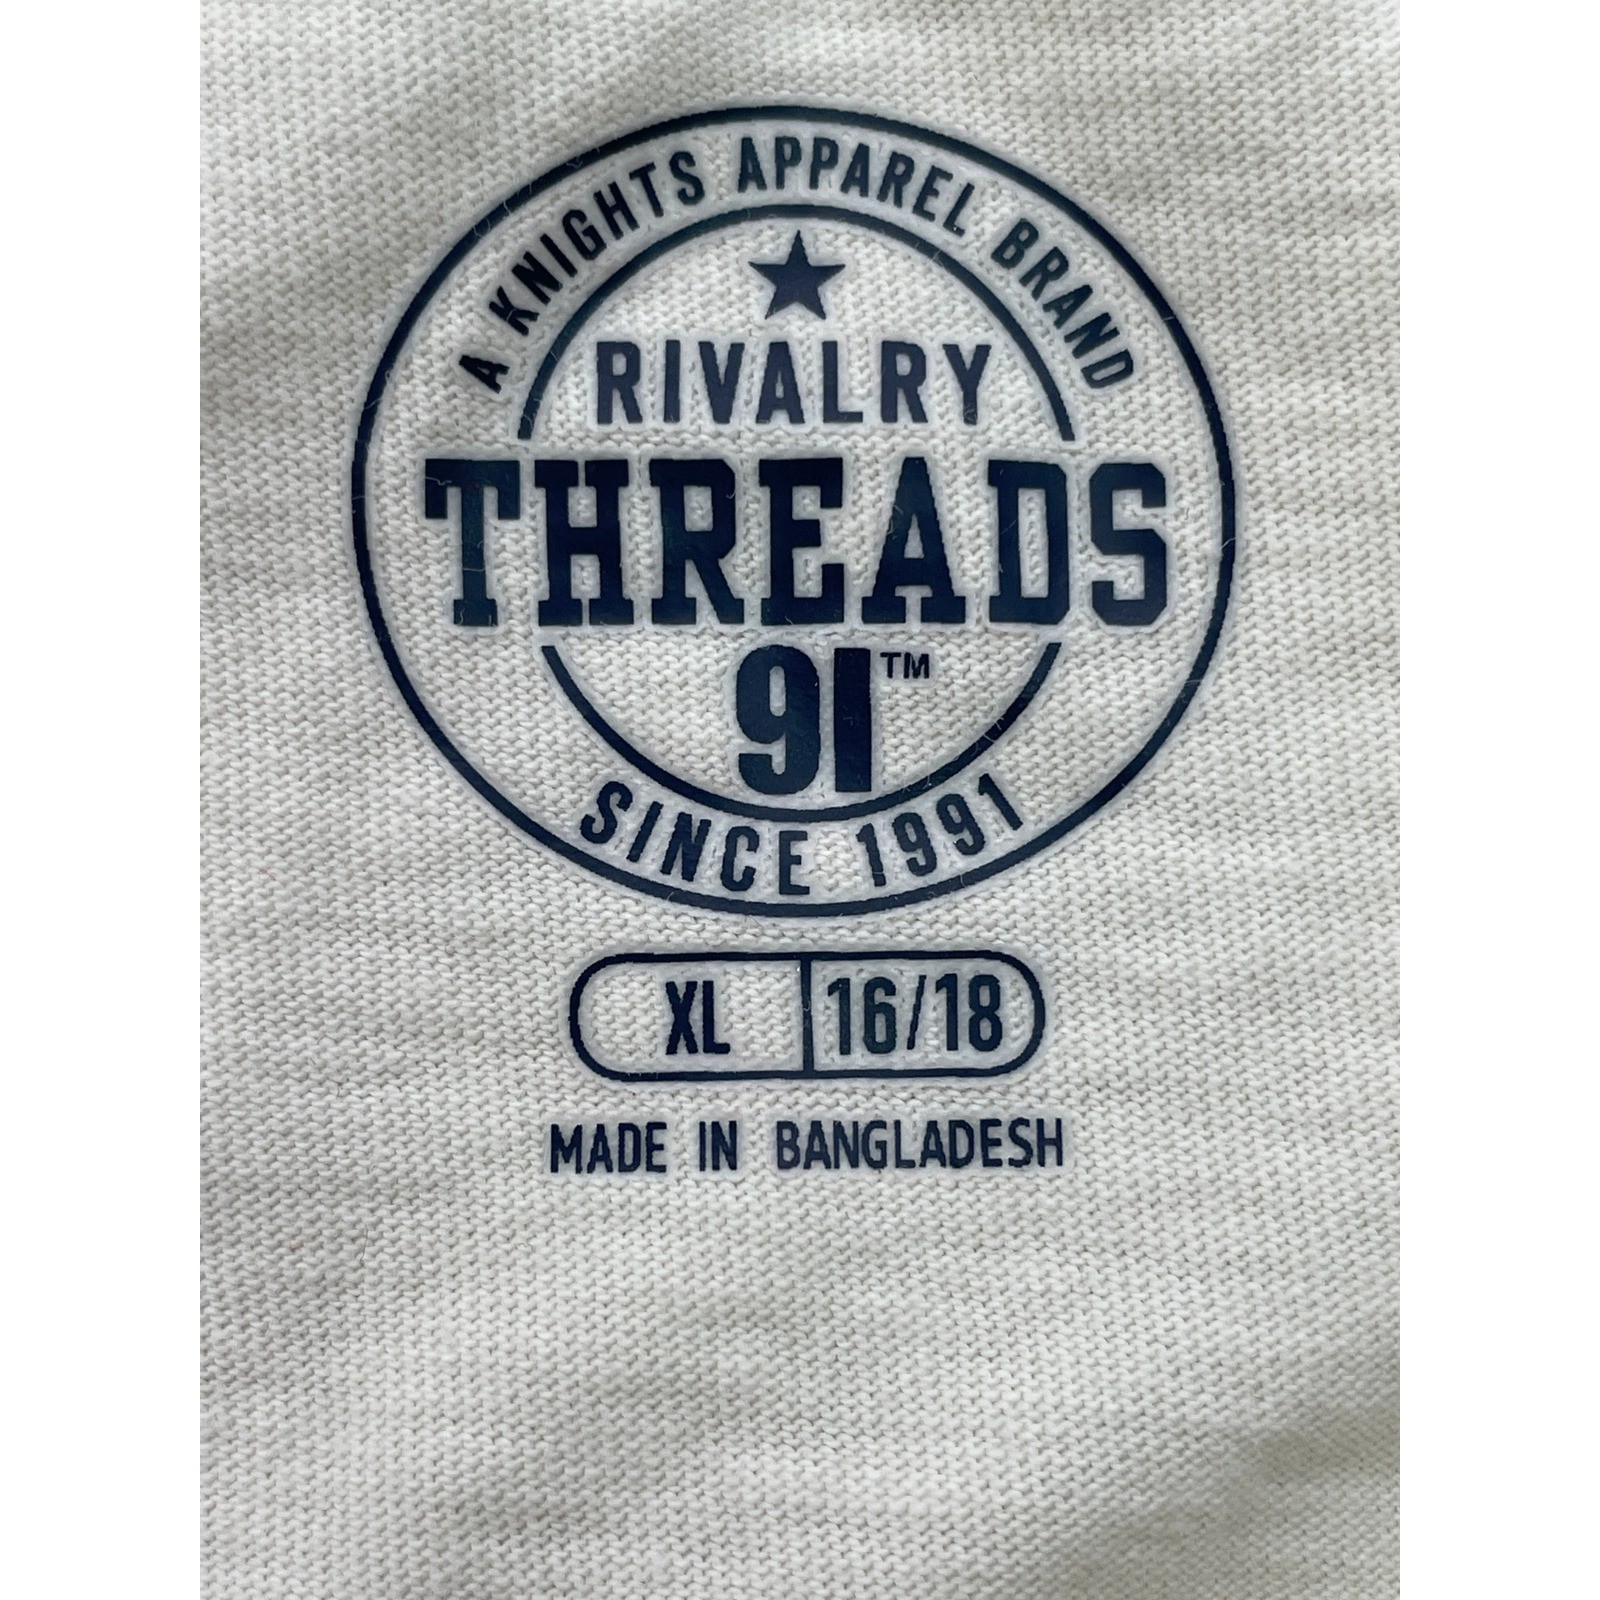 A KNIGHTS APPAREL BRAND
RIVALRY
THREADS
91™
SINCE 1991
XL 16/18
MADE IN BANGLADESH